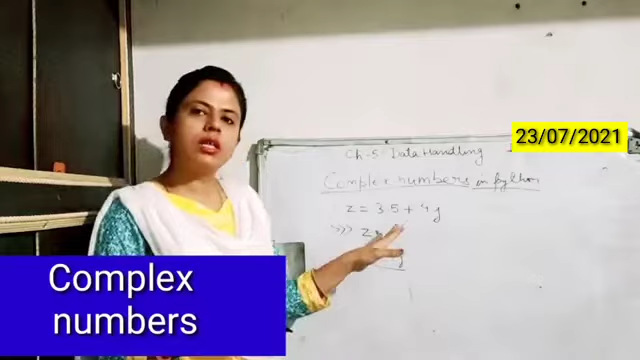 23/07/2021
Ch-5: Data Handling
Complex numbers in Python
z = 3.5 + 4j
>>> z
Complex
numbers